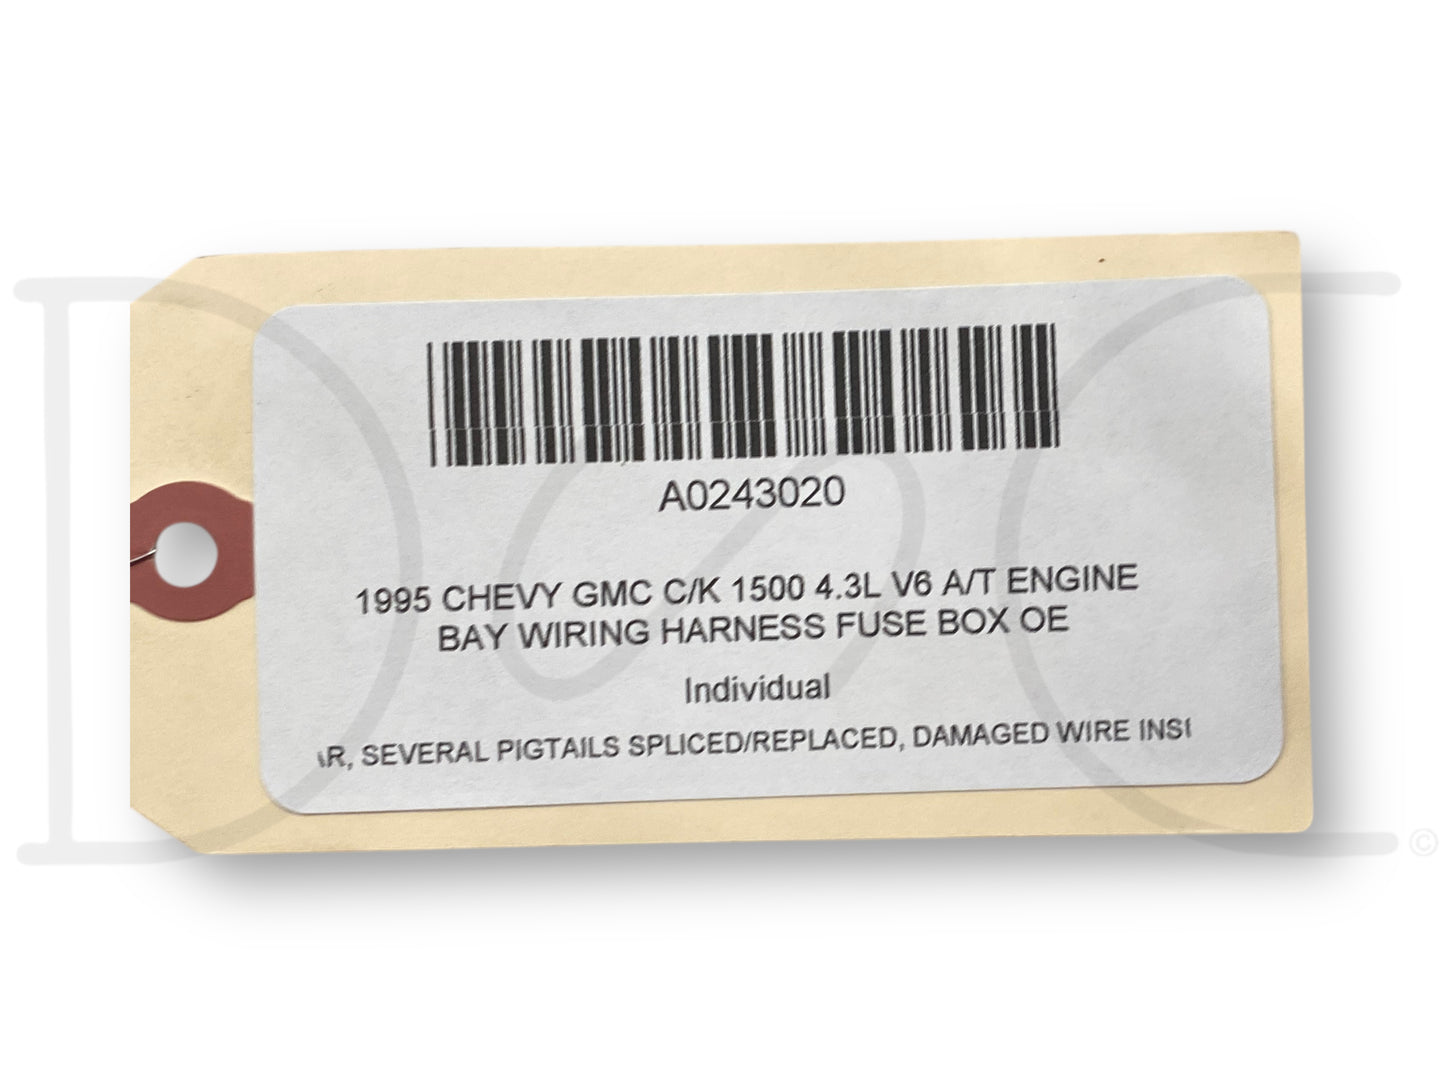 A0243020
1995 CHEVY GMC C/K 1500 4.3L V6 A/T ENGINE
BAY WIRING HARNESS FUSE BOX OE
Individual
R, SEVERAL PIGTAILS SPLICED/REPLACED, DAMAGED WIRE INS
©